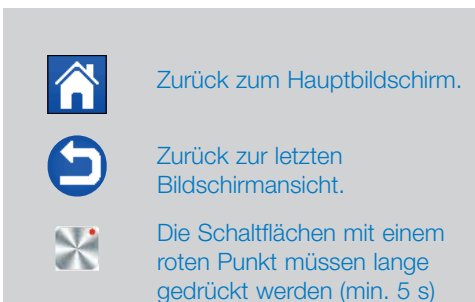 Zurück zum Hauptbildschirm.
Zurück zur letzten
Bildschirmansicht.
Die Schaltflächen mit einem
roten Punkt müssen lange
gedrückt werden (min. 5 s)